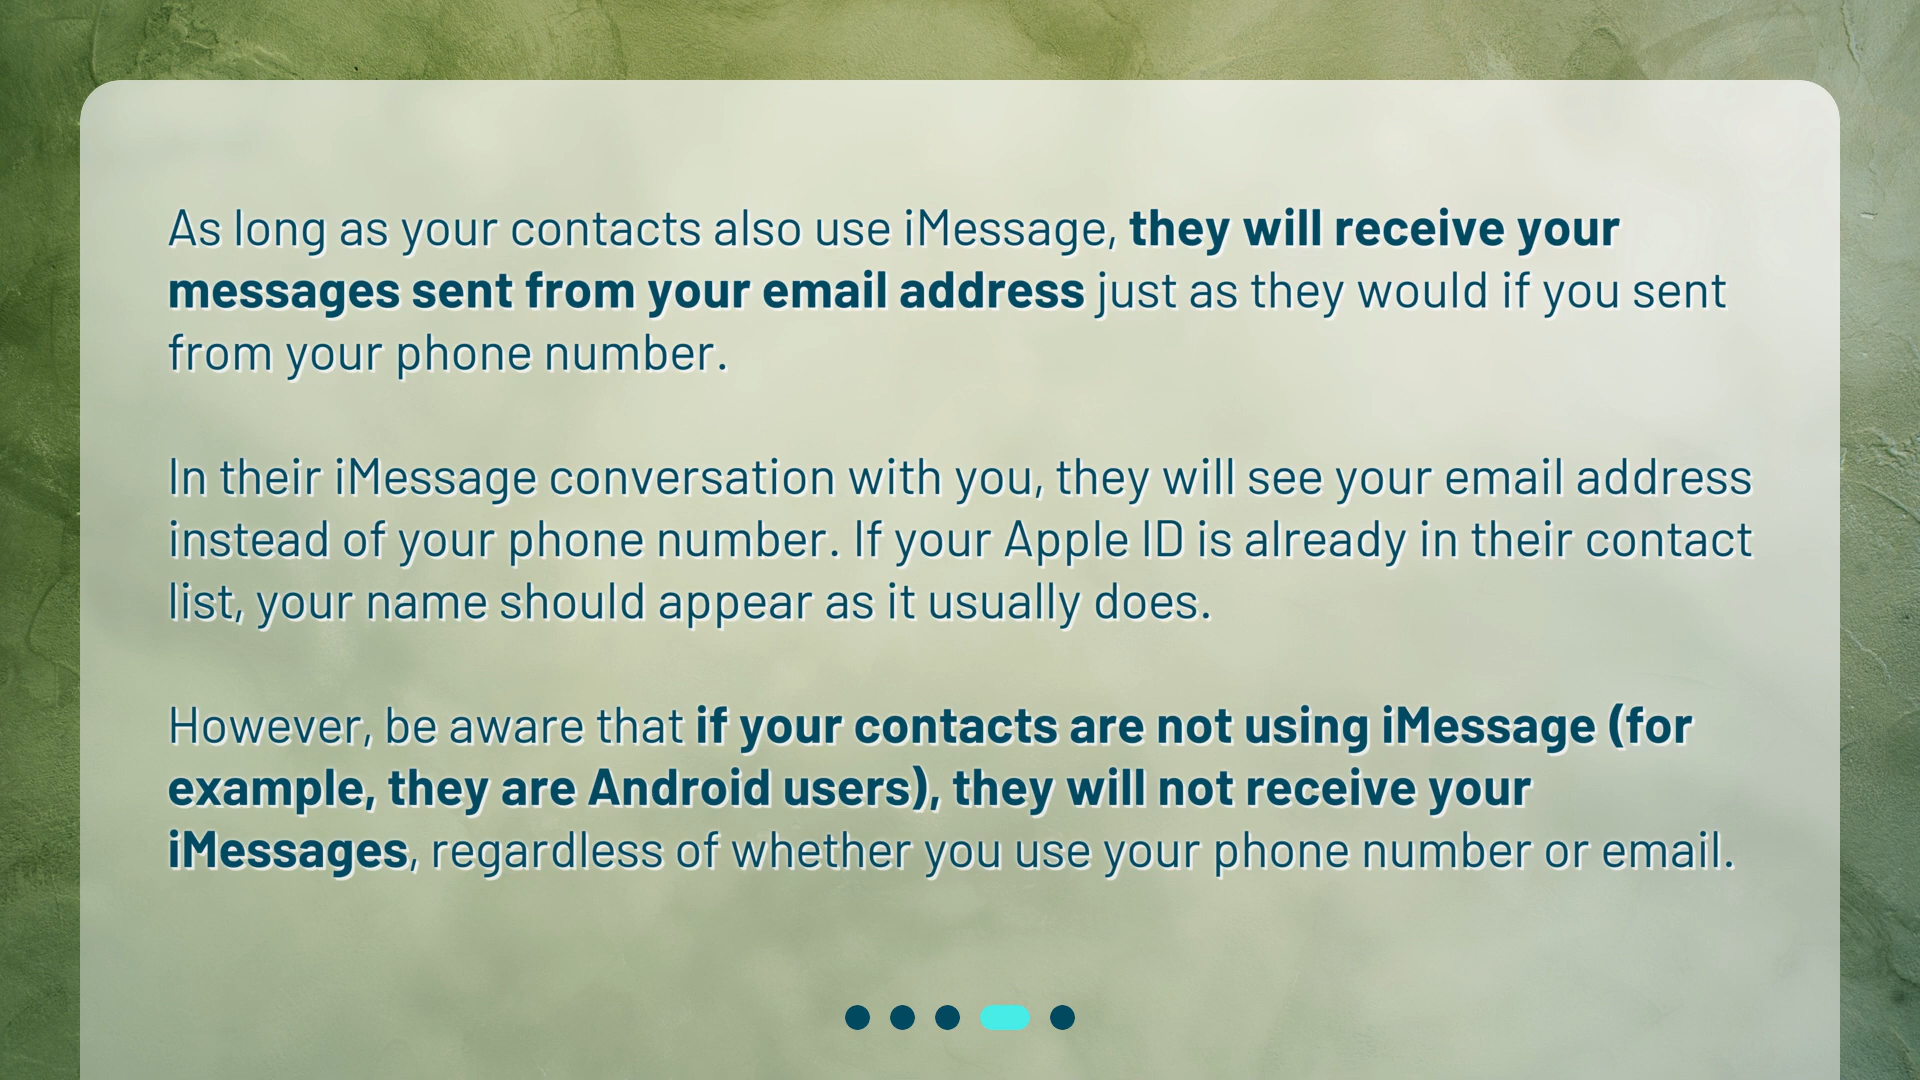 As long as your contacts also use iMessage, they will receive your
messages sent from your email address just as they would if you sent
from your phone number.
In their iMessage conversation with you, they will see your email address
instead of your phone number. If your Apple ID is already in their contact
list, your name should appear as it usually does.
However, be aware that if your contacts are not using iMessage (for
example, they are Android users), they will not receive your
iMessages, regardless of whether you use your phone number or email.